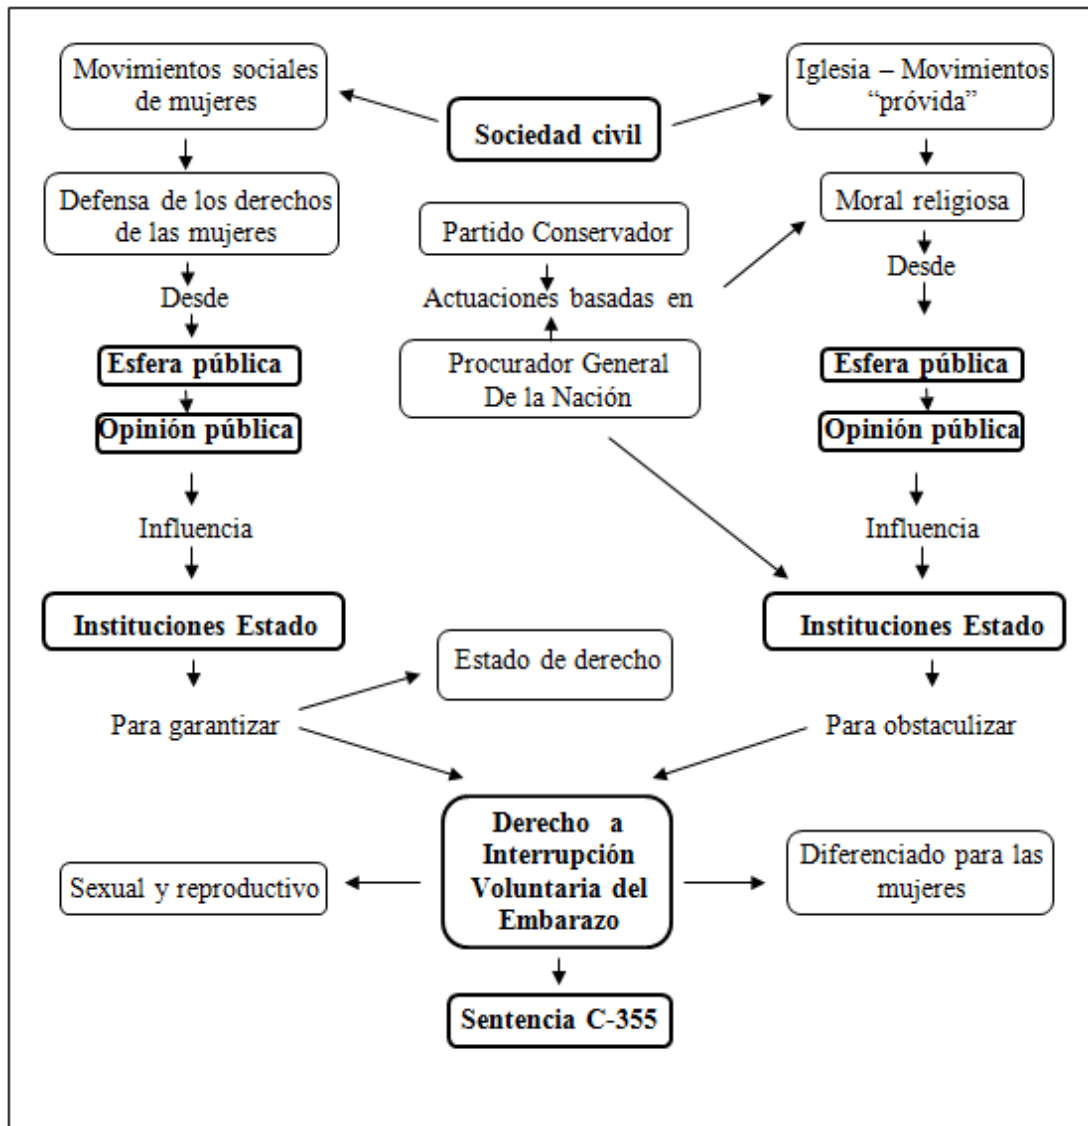 Movimientos sociales
de mujeres
Iglesia – Movimientos
“próvida”
Sociedad civil
Defensa de los derechos
de las mujeres
Partido Conservador
Moral religiosa
Desde
Actuaciones basadas en
Desde
Esfera pública
Procurador General
De la Nación
Esfera pública
Opinión pública
Opinión pública
Influencia
Influencia
Instituciones Estado
Instituciones Estado
Estado de derecho
Para garantizar
Para obstaculizar
Derecho a
Interrupción
Voluntaria del
Embarazo
Sexual y reproductivo
Diferenciado para las
mujeres
Sentencia C-355